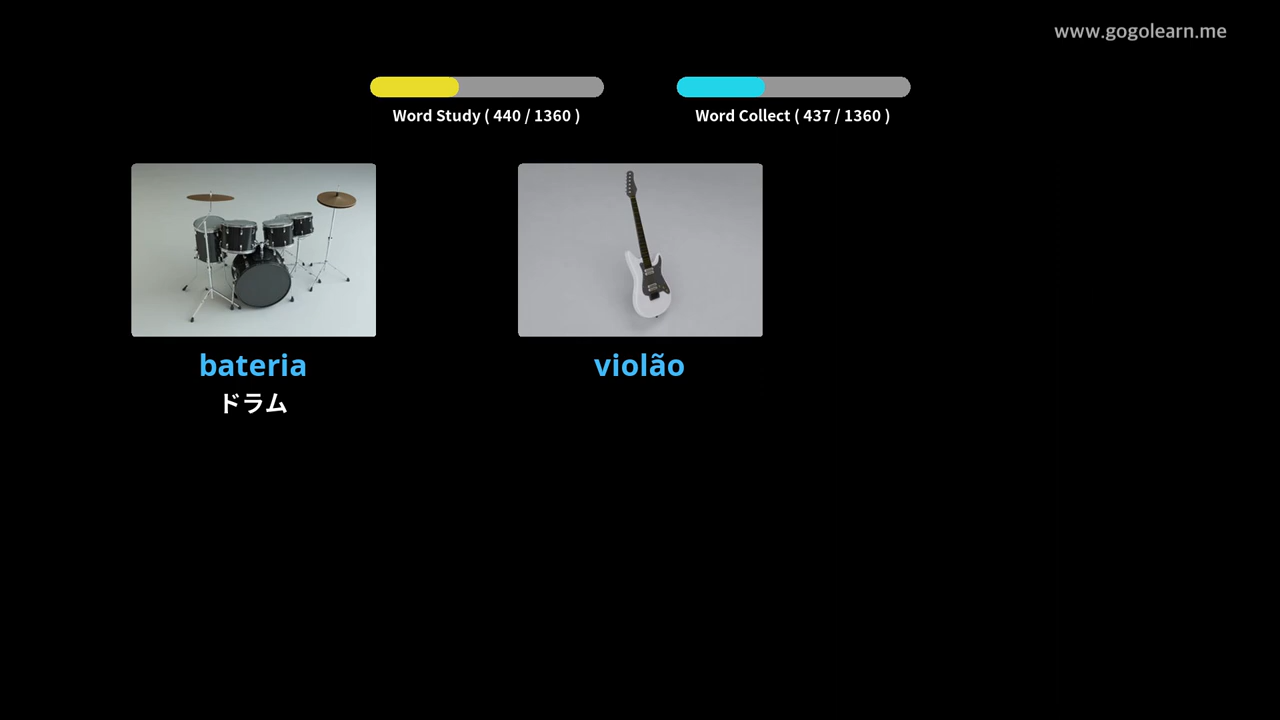 www.gogolearn.me
Word Study ( 440 / 1360 )
Word Collect ( 437 / 1360 )
bateria
violão
ドラム